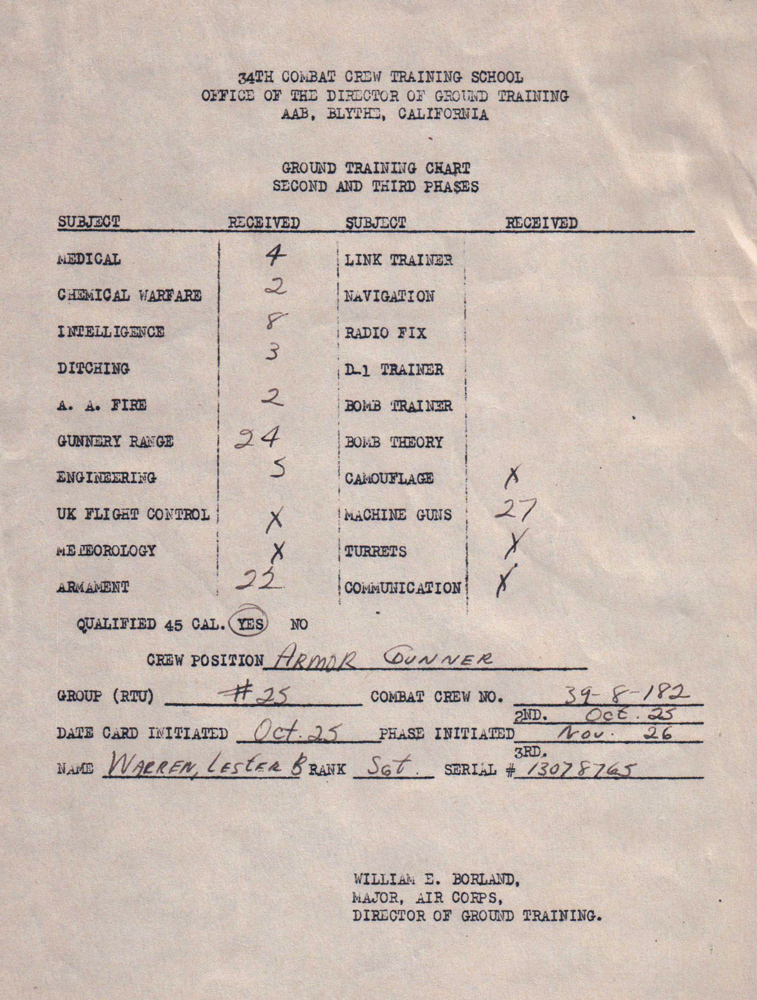 34TH COMBAT CREW TRAINING SCHOOL
OFFICE OF THE DIRECTOR OF GROUND TRAINING
AAB, BLYTHE, CALIFORNIA
GROUND TRAINING CHART
SECOND AND THIRD PHASES
SUBJECT RECEIVED SUBJECT RECEIVED
MEDICAL 4 LINK TRAINER
CHEMICAL WARFARE 2 NAVIGATION
INTELLIGENCE 8 RADIO FIX
DITCHING 3 D-1 TRAINER
A. A. FIRE 2 BOMB TRAINER
GUNNERY RANGE 24 BOMB THEORY
ENGINEERING 5 CAMOUFLAGE X
UK FLIGHT CONTROL X MACHINE GUNS 27
METEOROLOGY X TURRETS X
ARMAMENT 22 COMMUNICATION X
QUALIFIED 45 CAL. YES NO
CREW POSITION ARMOR GUNNER
GROUP (RTU) #25 COMBAT CREW NO. 39-8-182
2ND. Oct. 25
DATE CARD INITIATED Oct. 25 PHASE INITIATED Nov. 26
3RD.
NAME WARREN, LESTER B RANK Sgt. SERIAL # 13078765
WILLIAM E. BORLAND,
MAJOR, AIR CORPS,
DIRECTOR OF GROUND TRAINING.